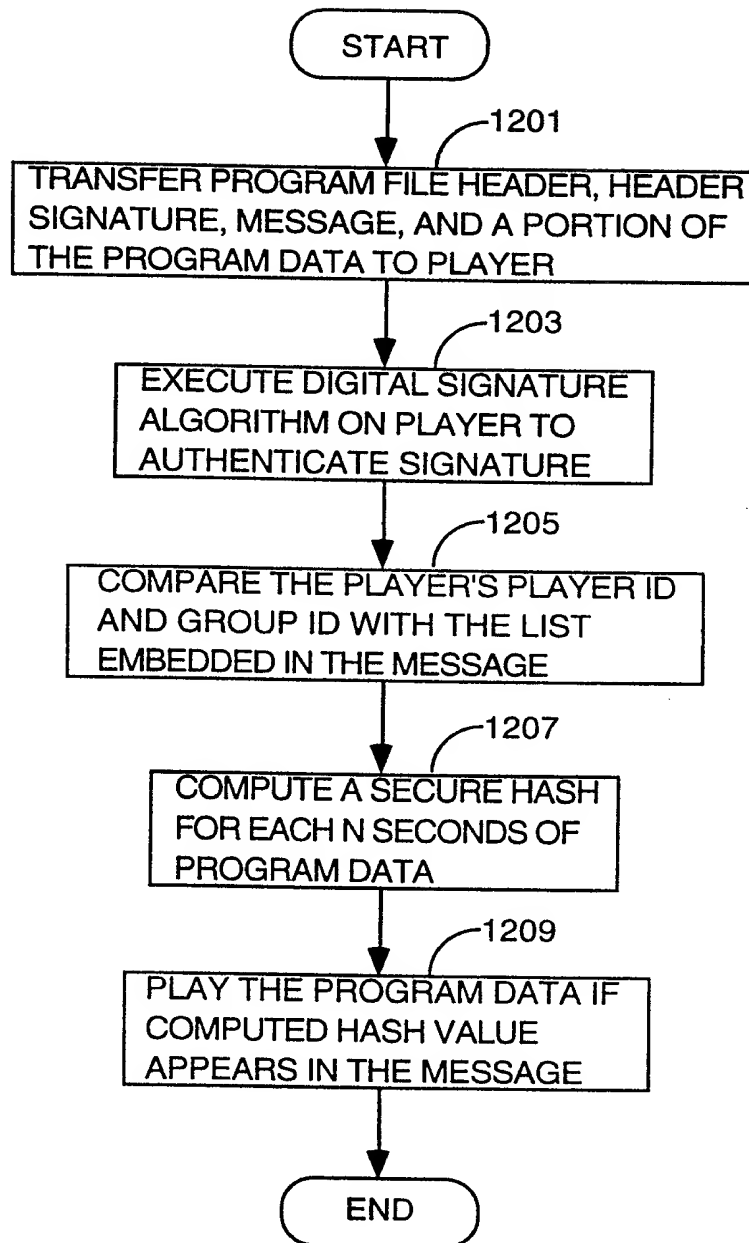 START
1201
TRANSFER PROGRAM FILE HEADER, HEADER
SIGNATURE, MESSAGE, AND A PORTION OF
THE PROGRAM DATA TO PLAYER
1203
EXECUTE DIGITAL SIGNATURE
ALGORITHM ON PLAYER TO
AUTHENTICATE SIGNATURE
1205
COMPARE THE PLAYER'S PLAYER ID
AND GROUP ID WITH THE LIST
EMBEDDED IN THE MESSAGE
1207
COMPUTE A SECURE HASH
FOR EACH N SECONDS OF
PROGRAM DATA
1209
PLAY THE PROGRAM DATA IF
COMPUTED HASH VALUE
APPEARS IN THE MESSAGE
END